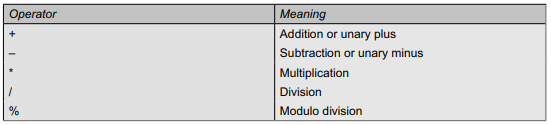 Operator Meaning
+ Addition or unary plus
– Subtraction or unary minus
* Multiplication
/ Division
% Modulo division